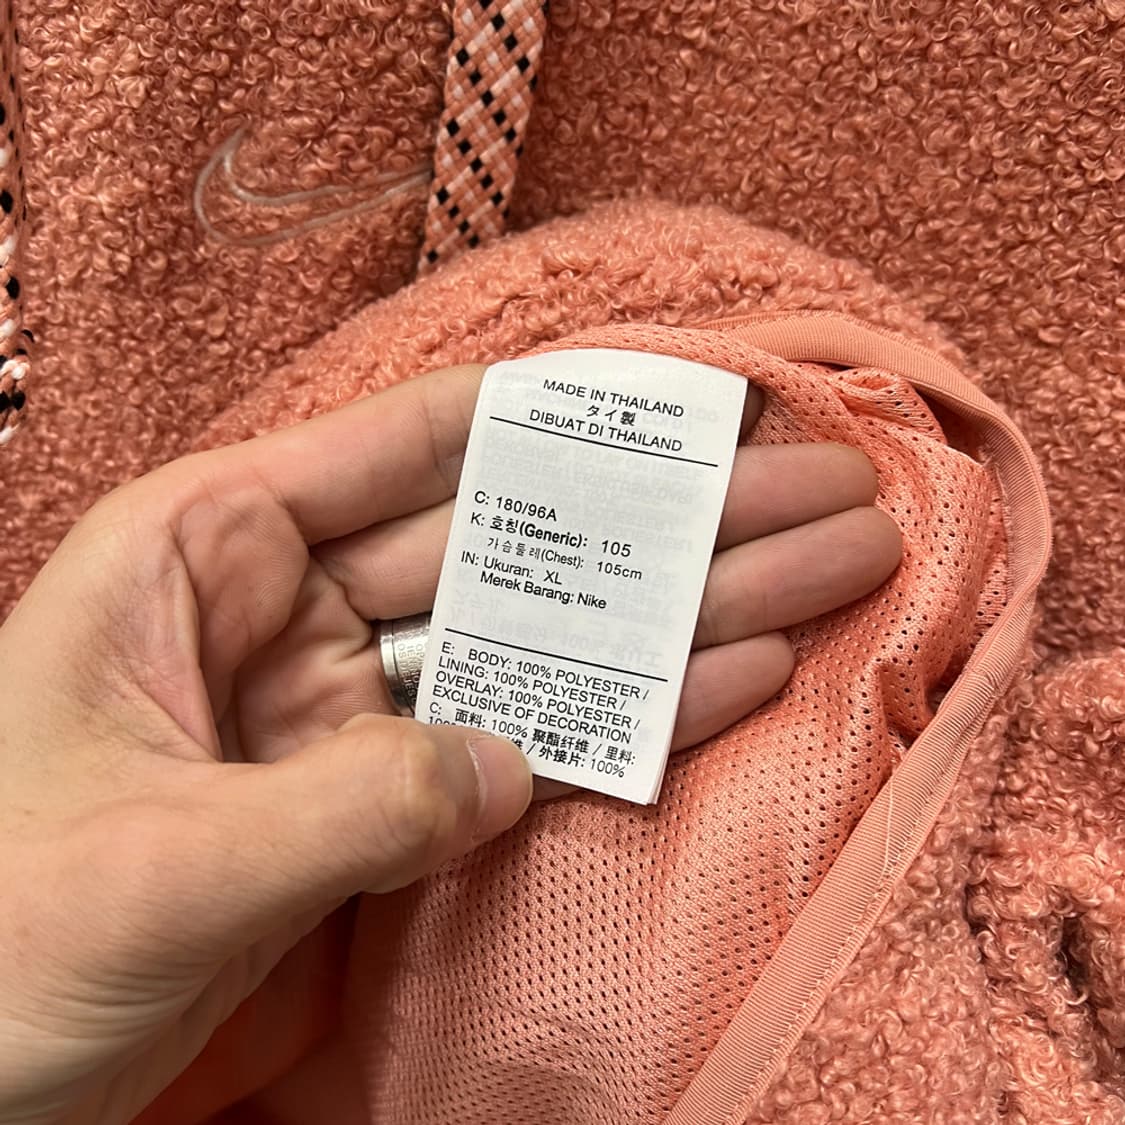 MADE IN THAILAND
タイ製
DIBUAT DI THAILAND
C: 180/96A
K: 호칭(Generic): 105
가슴둘레(Chest): 105cm
IN: Ukuran: XL
Merek Barang: Nike
E: BODY: 100% POLYESTER /
LINING: 100% POLYESTER /
OVERLAY: 100% POLYESTER /
EXCLUSIVE OF DECORATION
C: 面料: 100% 聚酯纤维 / 里料:
维 / 外接片: 100%